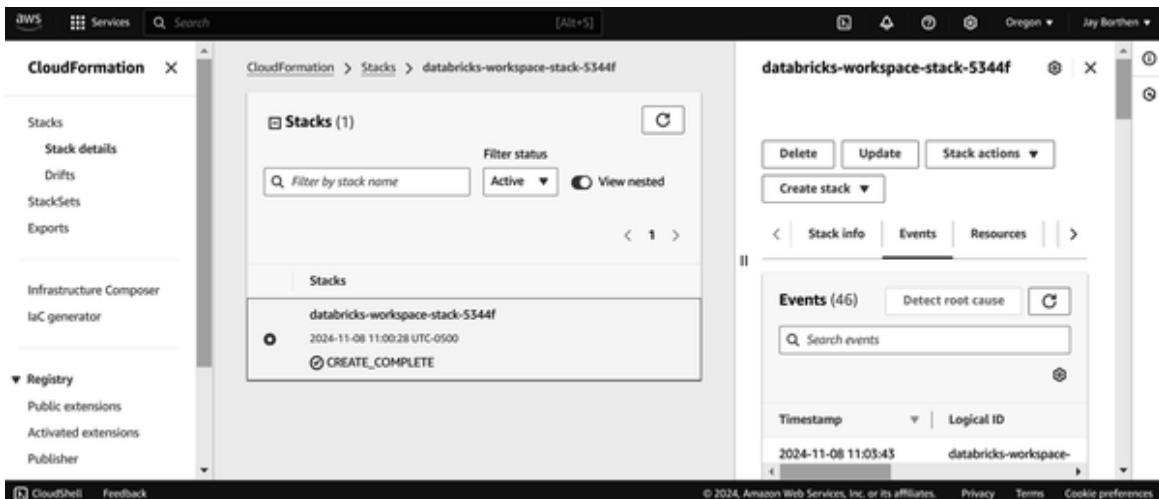 aws Services Search [Alt+S] Oregon Jay Borthen
CloudFormation
Stacks
Stack details
Drifts
StackSets
Exports
Infrastructure Composer
IaC generator
Registry
Public extensions
Activated extensions
Publisher
CloudFormation > Stacks > databricks-workspace-stack-5344f
Stacks (1)
Filter status
Filter by stack name
Active
View nested
< 1 >
Stacks
databricks-workspace-stack-5344f
2024-11-08 11:00:28 UTC-0500
CREATE_COMPLETE
databricks-workspace-stack-5344f
Delete Update Stack actions
Create stack
Stack info Events Resources
Events (46) Detect root cause
Search events
Timestamp Logical ID
2024-11-08 11:03:43 databricks-workspace-
CloudShell Feedback © 2024, Amazon Web Services, Inc. or its affiliates. Privacy Terms Cookie preferences